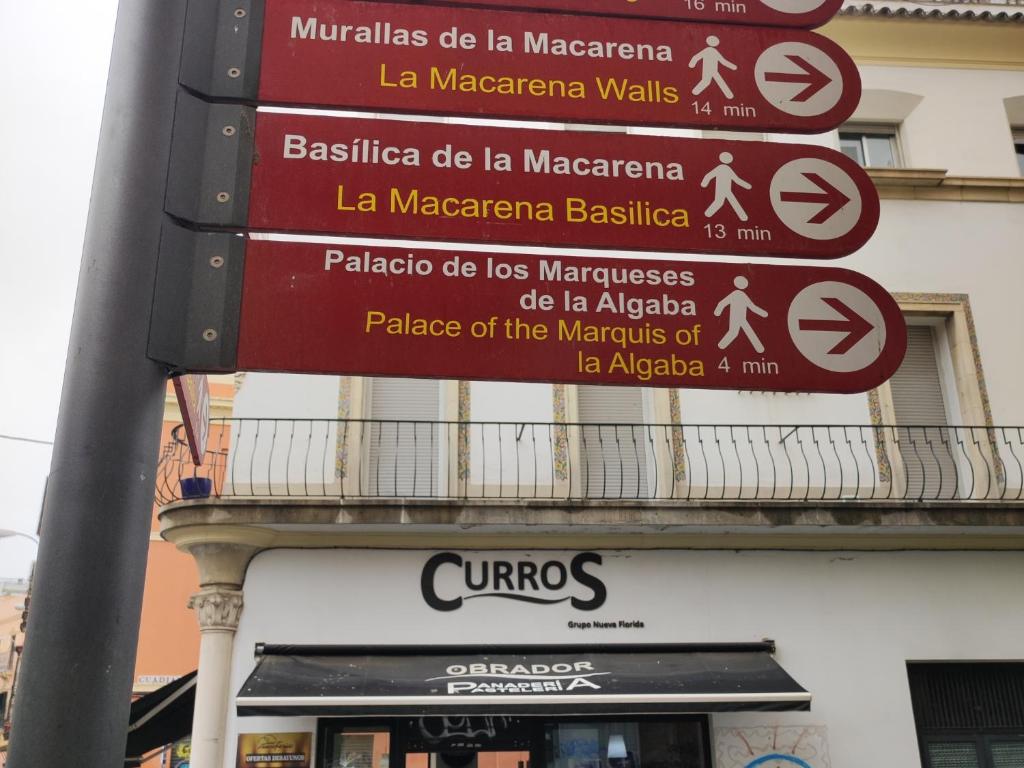 16 min
Murallas de la Macarena
La Macarena Walls
14 min
Basílica de la Macarena
La Macarena Basilica
13 min
Palacio de los Marqueses
de la Algaba
Palace of the Marquis of
la Algaba
4 min
CURROS
Grupo Nueva Florida
OBRADOR
PANADERÍA
PASTELERÍA
OFERTAS DESAYUNOS